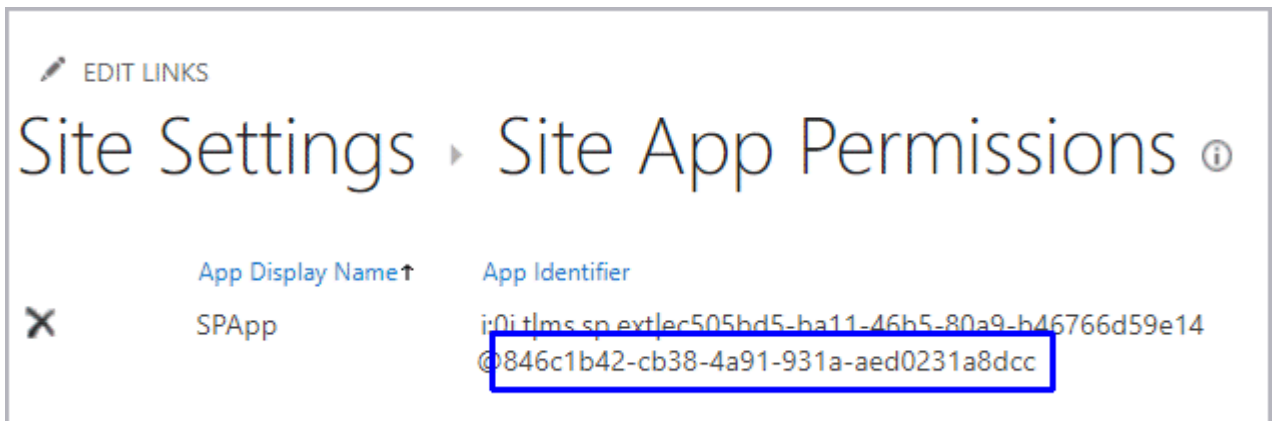 EDIT LINKS
Site Settings ▸ Site App Permissions
App Display Name↑ App Identifier
SPApp i:0i.t|ms.sp.ext|ec505bd5-ba11-46b5-80a9-b46766d59e14
@846c1b42-cb38-4a91-931a-aed0231a8dcc